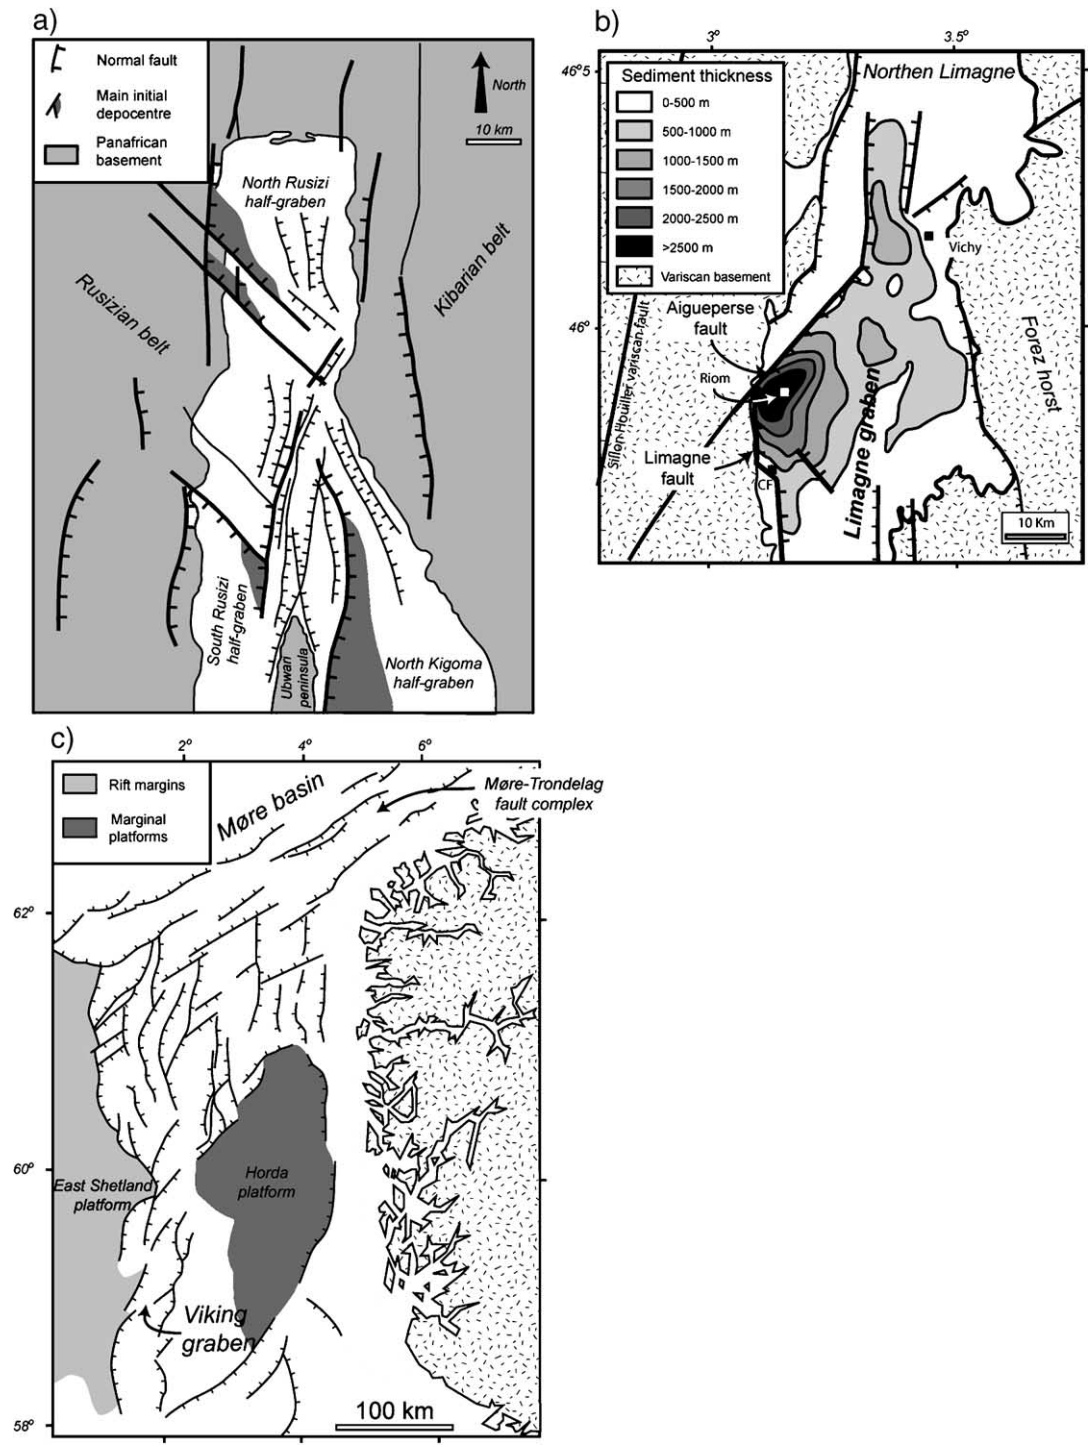 a)
Normal fault
Main initial
depocentre
Panafrican
basement
North
10 km
North Rusizi
half-graben
Rusizian belt
Kibarian belt
South Rusizi
half-graben
Ubwari
peninsula
North Kigoma
half-graben
b)
3°
3.5°
46°5
46°
Sediment thickness
0-500 m
500-1000 m
1000-1500 m
1500-2000 m
2000-2500 m
>2500 m
Variscan basement
Northen Limagne
Vichy
Aigueperse
fault
Riom
Sillon Houiller variscan fault
Limagne
fault
CF
Limagne graben
Forez horst
10 Km
c)
2°
4°
6°
62°
60°
58°
Rift margins
Marginal
platforms
Møre basin
Møre-Trondelag
fault complex
East Shetland
platform
Horda
platform
Viking
graben
100 km